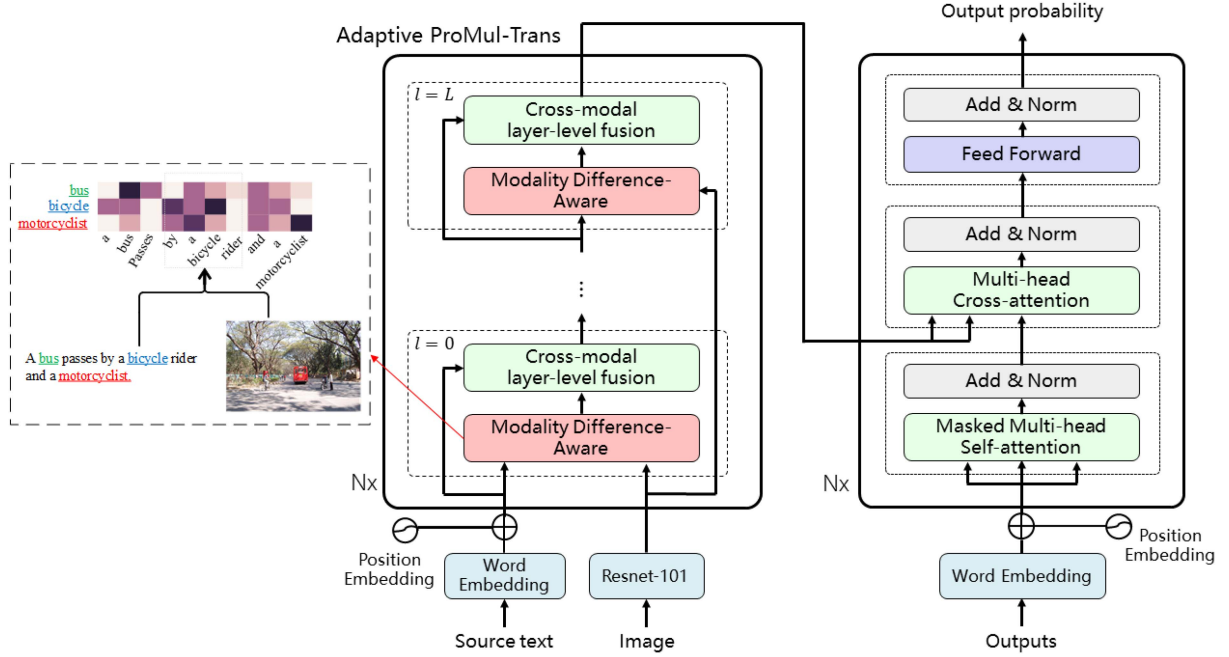 Output probability
Adaptive ProMul-Trans
l = L
Cross-modal
layer-level fusion
Modality Difference-
Aware
⋮
l = 0
Cross-modal
layer-level fusion
Modality Difference-
Aware
Nx
Position
Embedding
Word
Embedding
Resnet-101
Source text
Image
bus
bicycle
motorcyclist
a
bus
Passes
by
a
bicycle
rider
and
a
motorcyclist
A bus passes by a bicycle rider
and a motorcyclist.
Add & Norm
Feed Forward
Add & Norm
Multi-head
Cross-attention
Add & Norm
Masked Multi-head
Self-attention
Nx
Position
Embedding
Word Embedding
Outputs